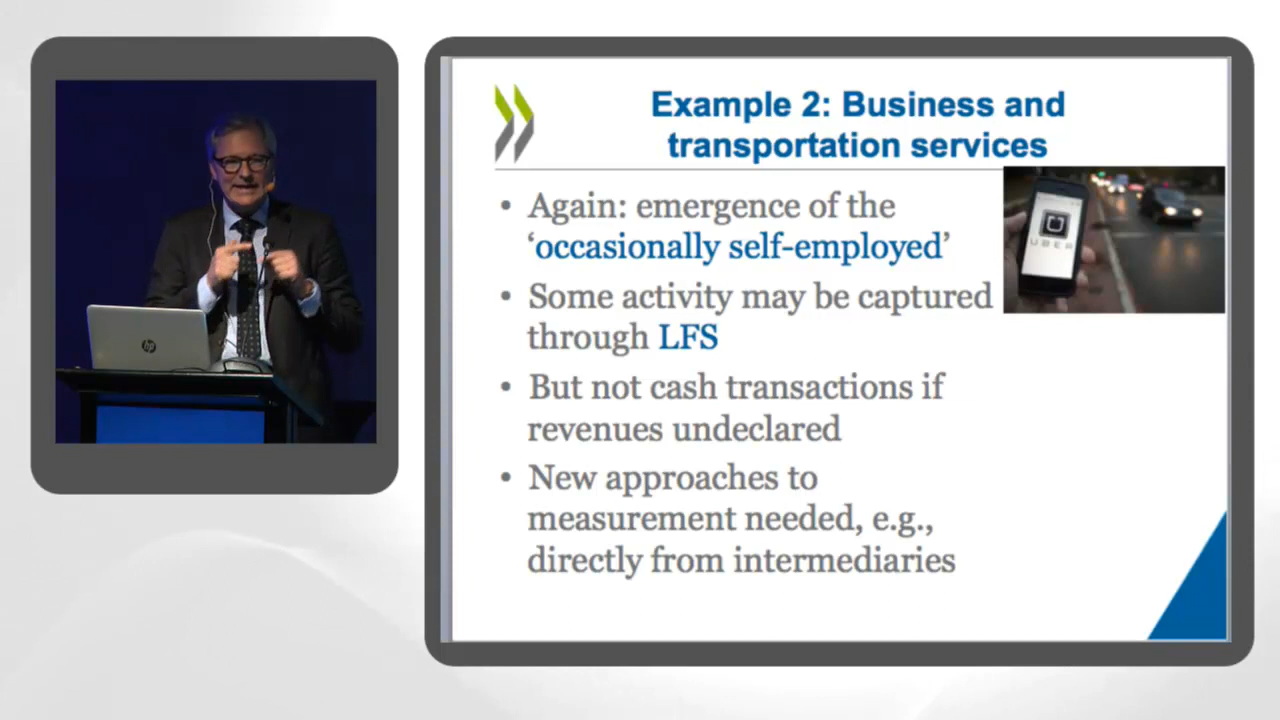 Example 2: Business and
transportation services
• Again: emergence of the
‘occasionally self-employed’
• Some activity may be captured
through LFS
• But not cash transactions if
revenues undeclared
• New approaches to
measurement needed, e.g.,
directly from intermediaries
UBER
hp